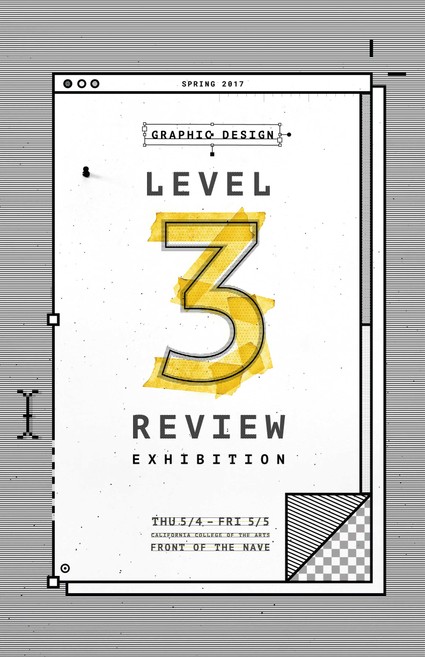 SPRING 2017
GRAPHIC DESIGN
LEVEL
3
REVIEW
EXHIBITION
THU 5/4 – FRI 5/5
CALIFORNIA COLLEGE OF THE ARTS
FRONT OF THE NAVE